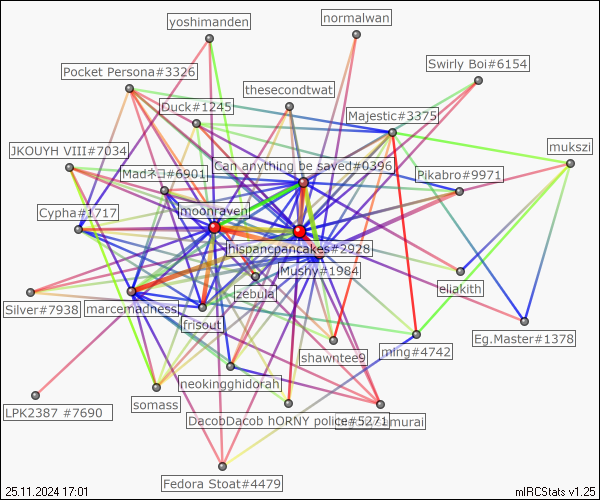 yoshimanden
normalwan
Swirly Boi#6154
Pocket Persona#3326
thesecondtwat
Duck#1245
Majestic#3375
mukszi
JKOUYH VIII#7034
Can anything be saved#0396
Madネコ#6901
Pikabro#9971
Cypha#1717
moonraven
hispancpancakes#2928
Mushy#1984
eliakith
zebula
Silver#7938
marcemadness
frisout
Eg.Master#1378
shawntee9
ming#4742
neokingghidorah
somass
LPK2387 #7690
DacobDacob hORNY police#5271
amurai
Fedora Stoat#4479
25.11.2024 17:01
mIRCStats v1.25